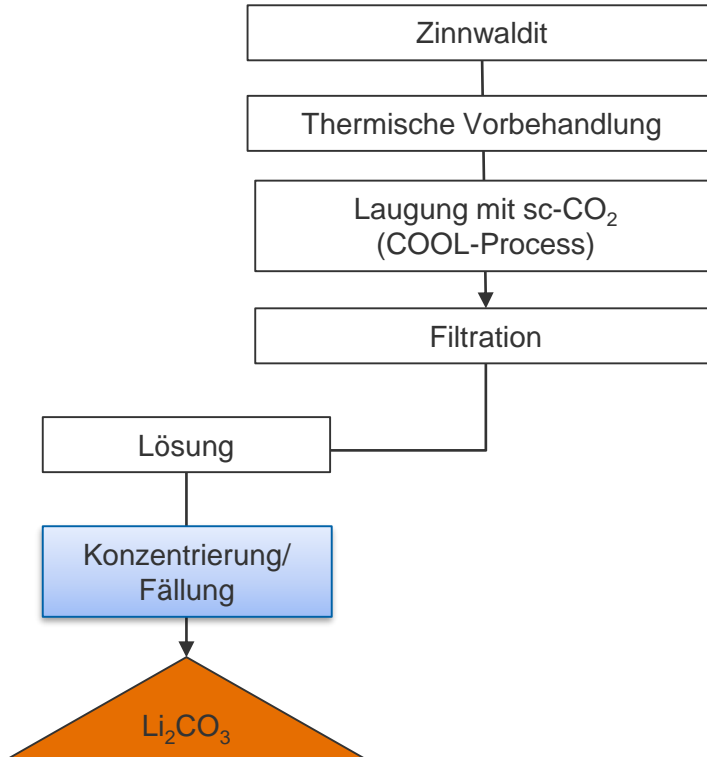 Zinnwaldit
Thermische Vorbehandlung
Laugung mit sc-CO₂
(COOL-Process)
Filtration
Lösung
Konzentrierung/
Fällung
Li₂CO₃